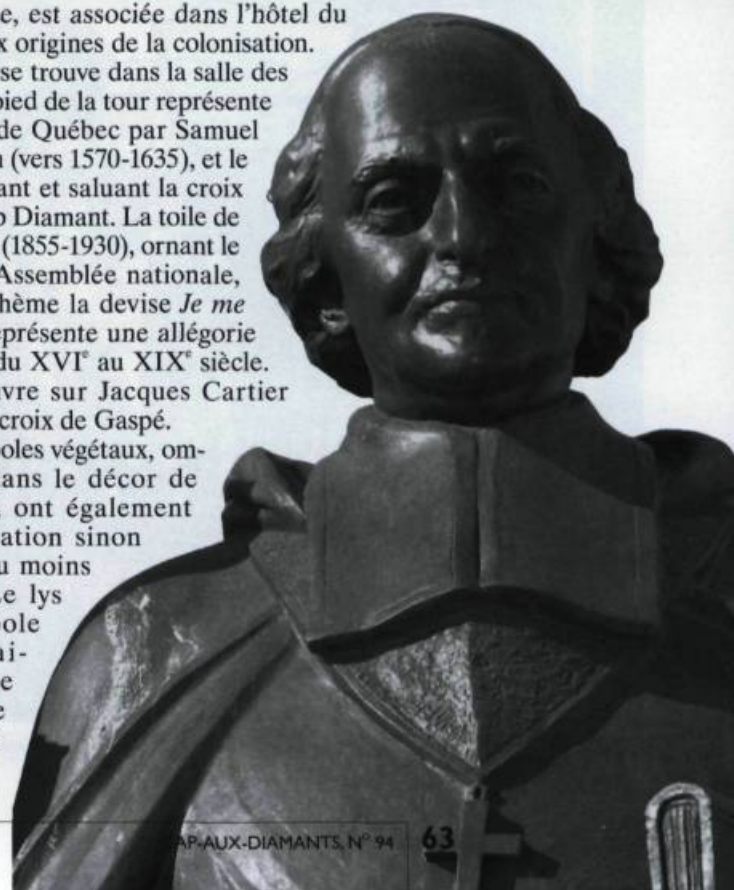 e, est associée dans l’hôtel du
x origines de la colonisation.
se trouve dans la salle des
pied de la tour représente
de Québec par Samuel
n (vers 1570-1635), et le
ant et saluant la croix
p Diamant. La toile de
(1855-1930), ornant le
Assemblée nationale,
hème la devise Je me
eprésente une allégorie
du XVIe au XIXe siècle.
uvre sur Jacques Cartier
croix de Gaspé.
oles végétaux, om-
ans le décor de
ont également
ation sinon
u moins
e lys
ole
ni-
e
e
AP-AUX-DIAMANTS, N° 94 63